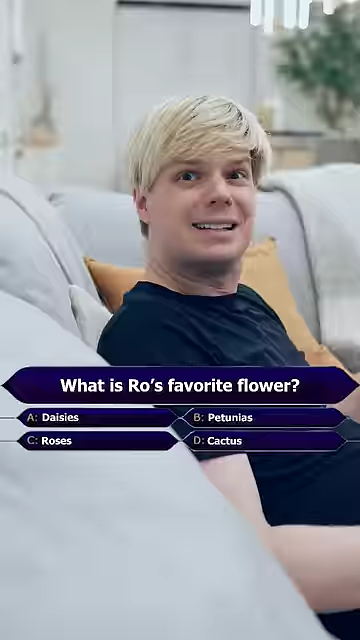 What is Ro's favorite flower?
A: Daisies
B: Petunias
C: Roses
D: Cactus